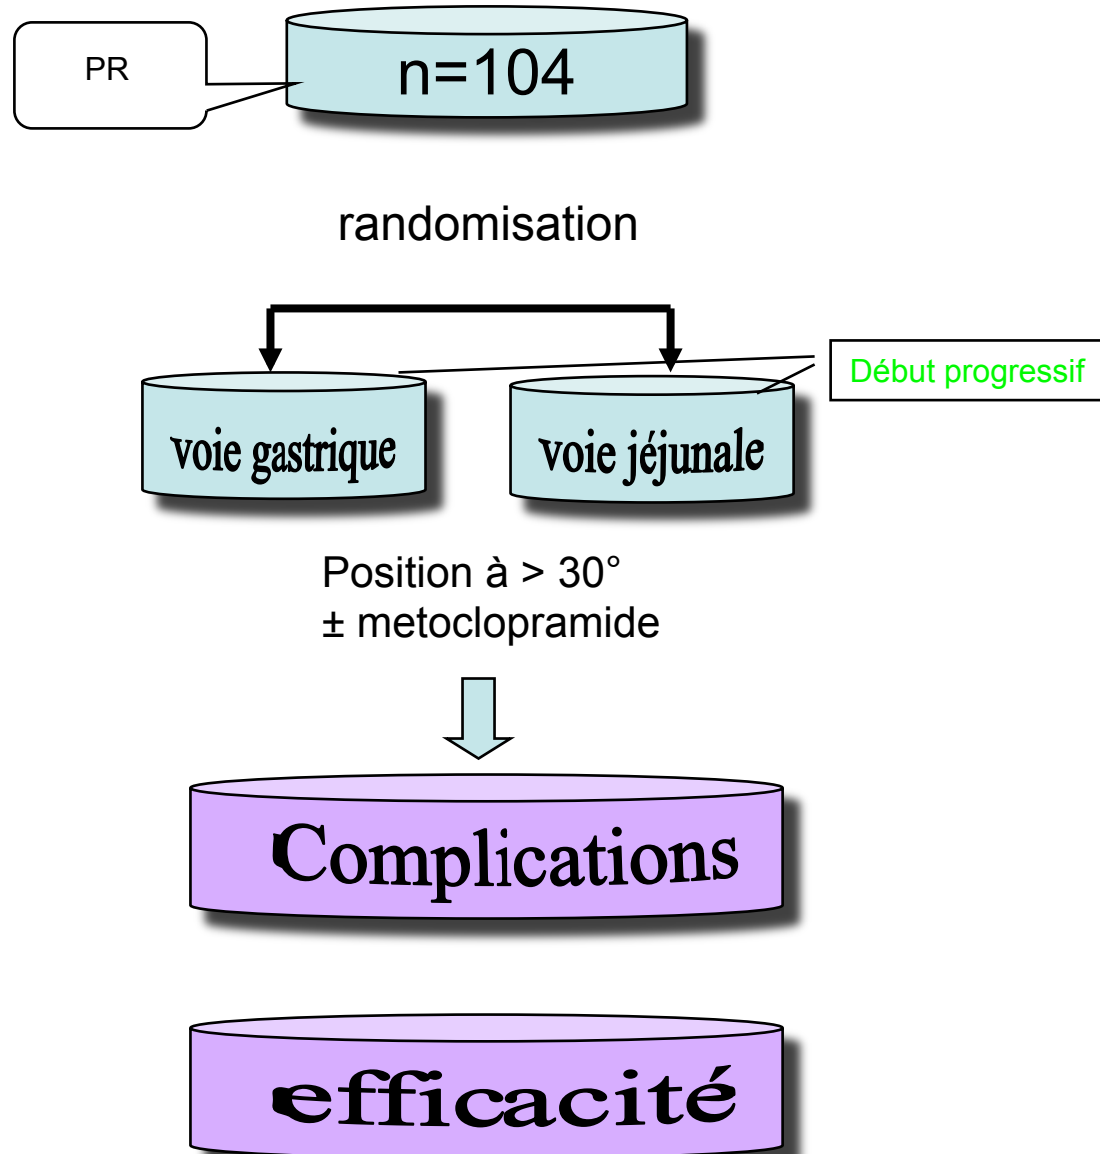 PR
n=104
randomisation
Début progressif
voie gastrique
voie jéjunale
Position à > 30°
± metoclopramide
Complications
efficacité